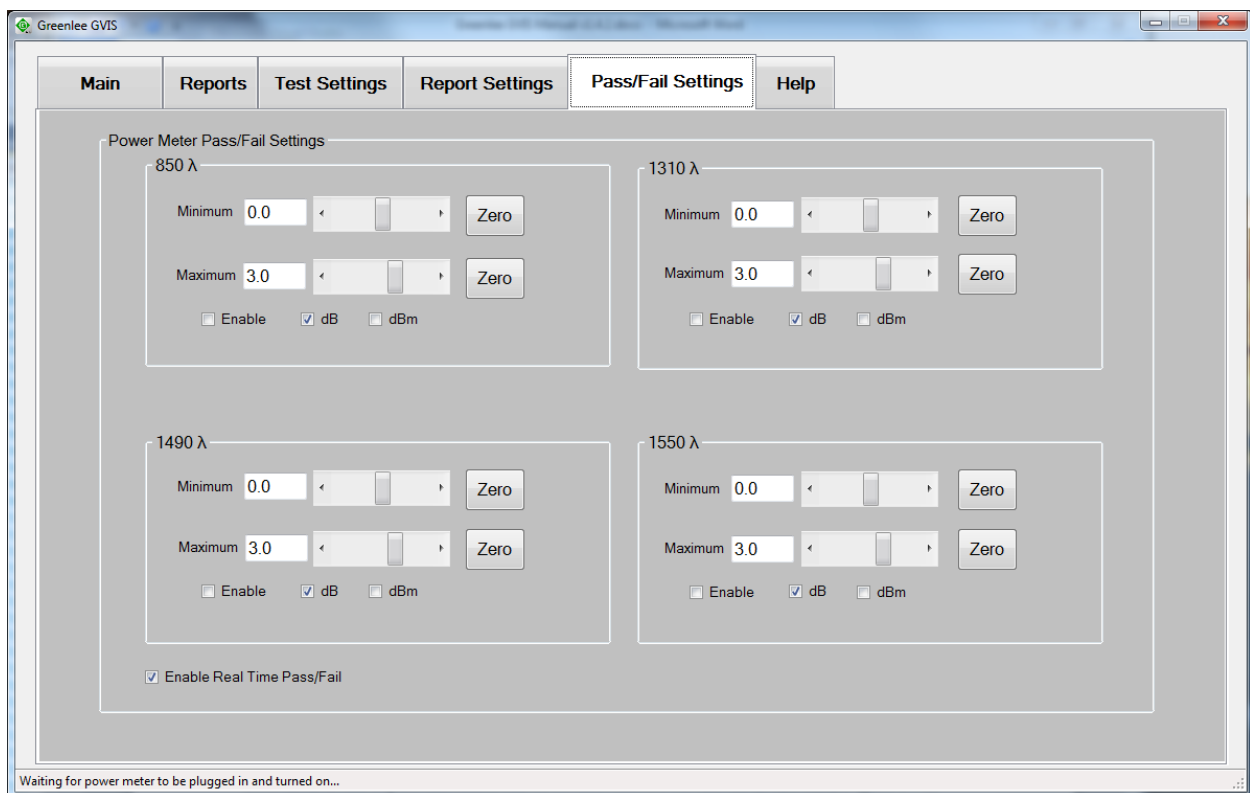 Greenlee GVIS
Main Reports Test Settings Report Settings Pass/Fail Settings Help
Power Meter Pass/Fail Settings
850 λ
Minimum 0.0 Zero
Maximum 3.0 Zero
Enable dB dBm
1310 λ
Minimum 0.0 Zero
Maximum 3.0 Zero
Enable dB dBm
1490 λ
Minimum 0.0 Zero
Maximum 3.0 Zero
Enable dB dBm
1550 λ
Minimum 0.0 Zero
Maximum 3.0 Zero
Enable dB dBm
Enable Real Time Pass/Fail
Waiting for power meter to be plugged in and turned on...